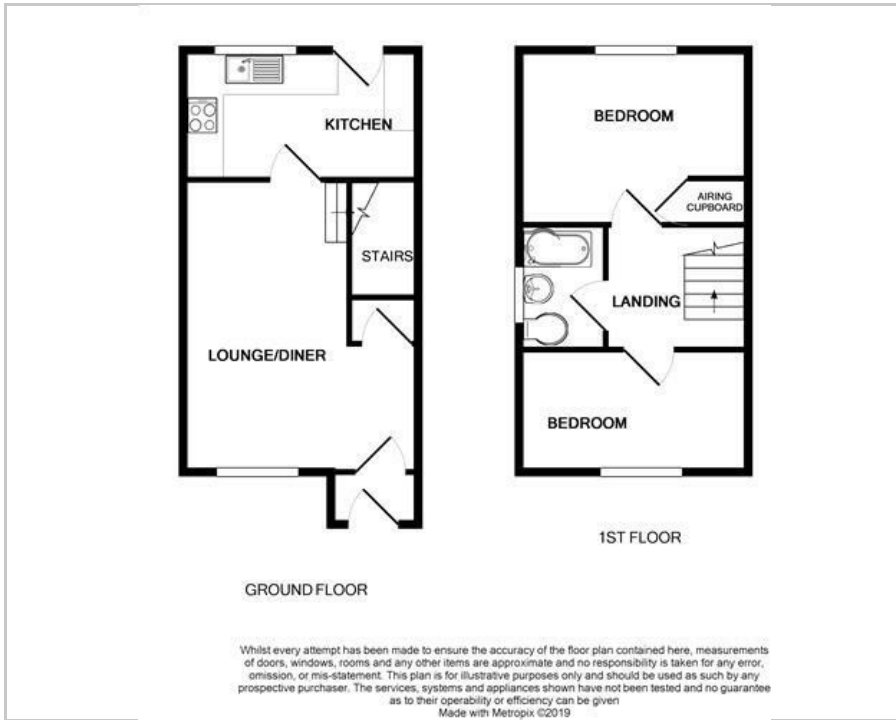 KITCHEN
STAIRS
LOUNGE/DINER
GROUND FLOOR
BEDROOM
AIRING
CUPBOARD
LANDING
BEDROOM
1ST FLOOR
Whilst every attempt has been made to ensure the accuracy of the floor plan contained here, measurements
of doors, windows, rooms and any other items are approximate and no responsibility is taken for any error,
omission, or mis-statement. This plan is for illustrative purposes only and should be used as such by any
prospective purchaser. The services, systems and appliances shown have not been tested and no guarantee
as to their operability or efficiency can be given
Made with Metropix ©2019